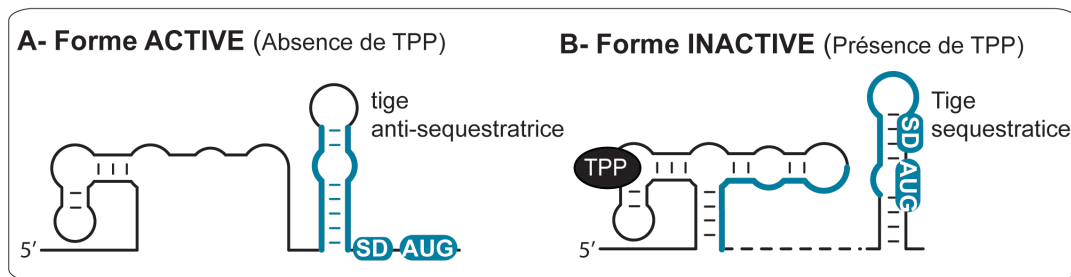 A- Forme ACTIVE (Absence de TPP)
tige
anti-sequestratrice
5′
SD
AUG
B- Forme INACTIVE (Présence de TPP)
Tige
sequestratice
TPP
SD
AUG
5′